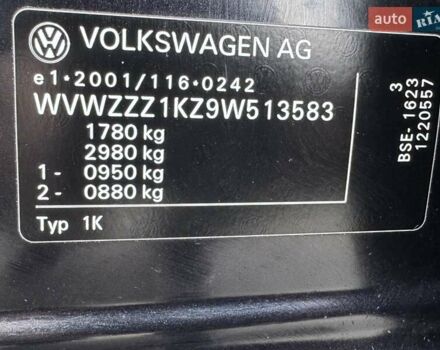 auto RIA
VOLKSWAGEN AG
e1*2001/116*0242
WVWZZZ1KZ9W513583
1780 kg
2980 kg
1- 0950 kg
2- 0880 kg
Typ 1K
3
BSE- 1623
1220557